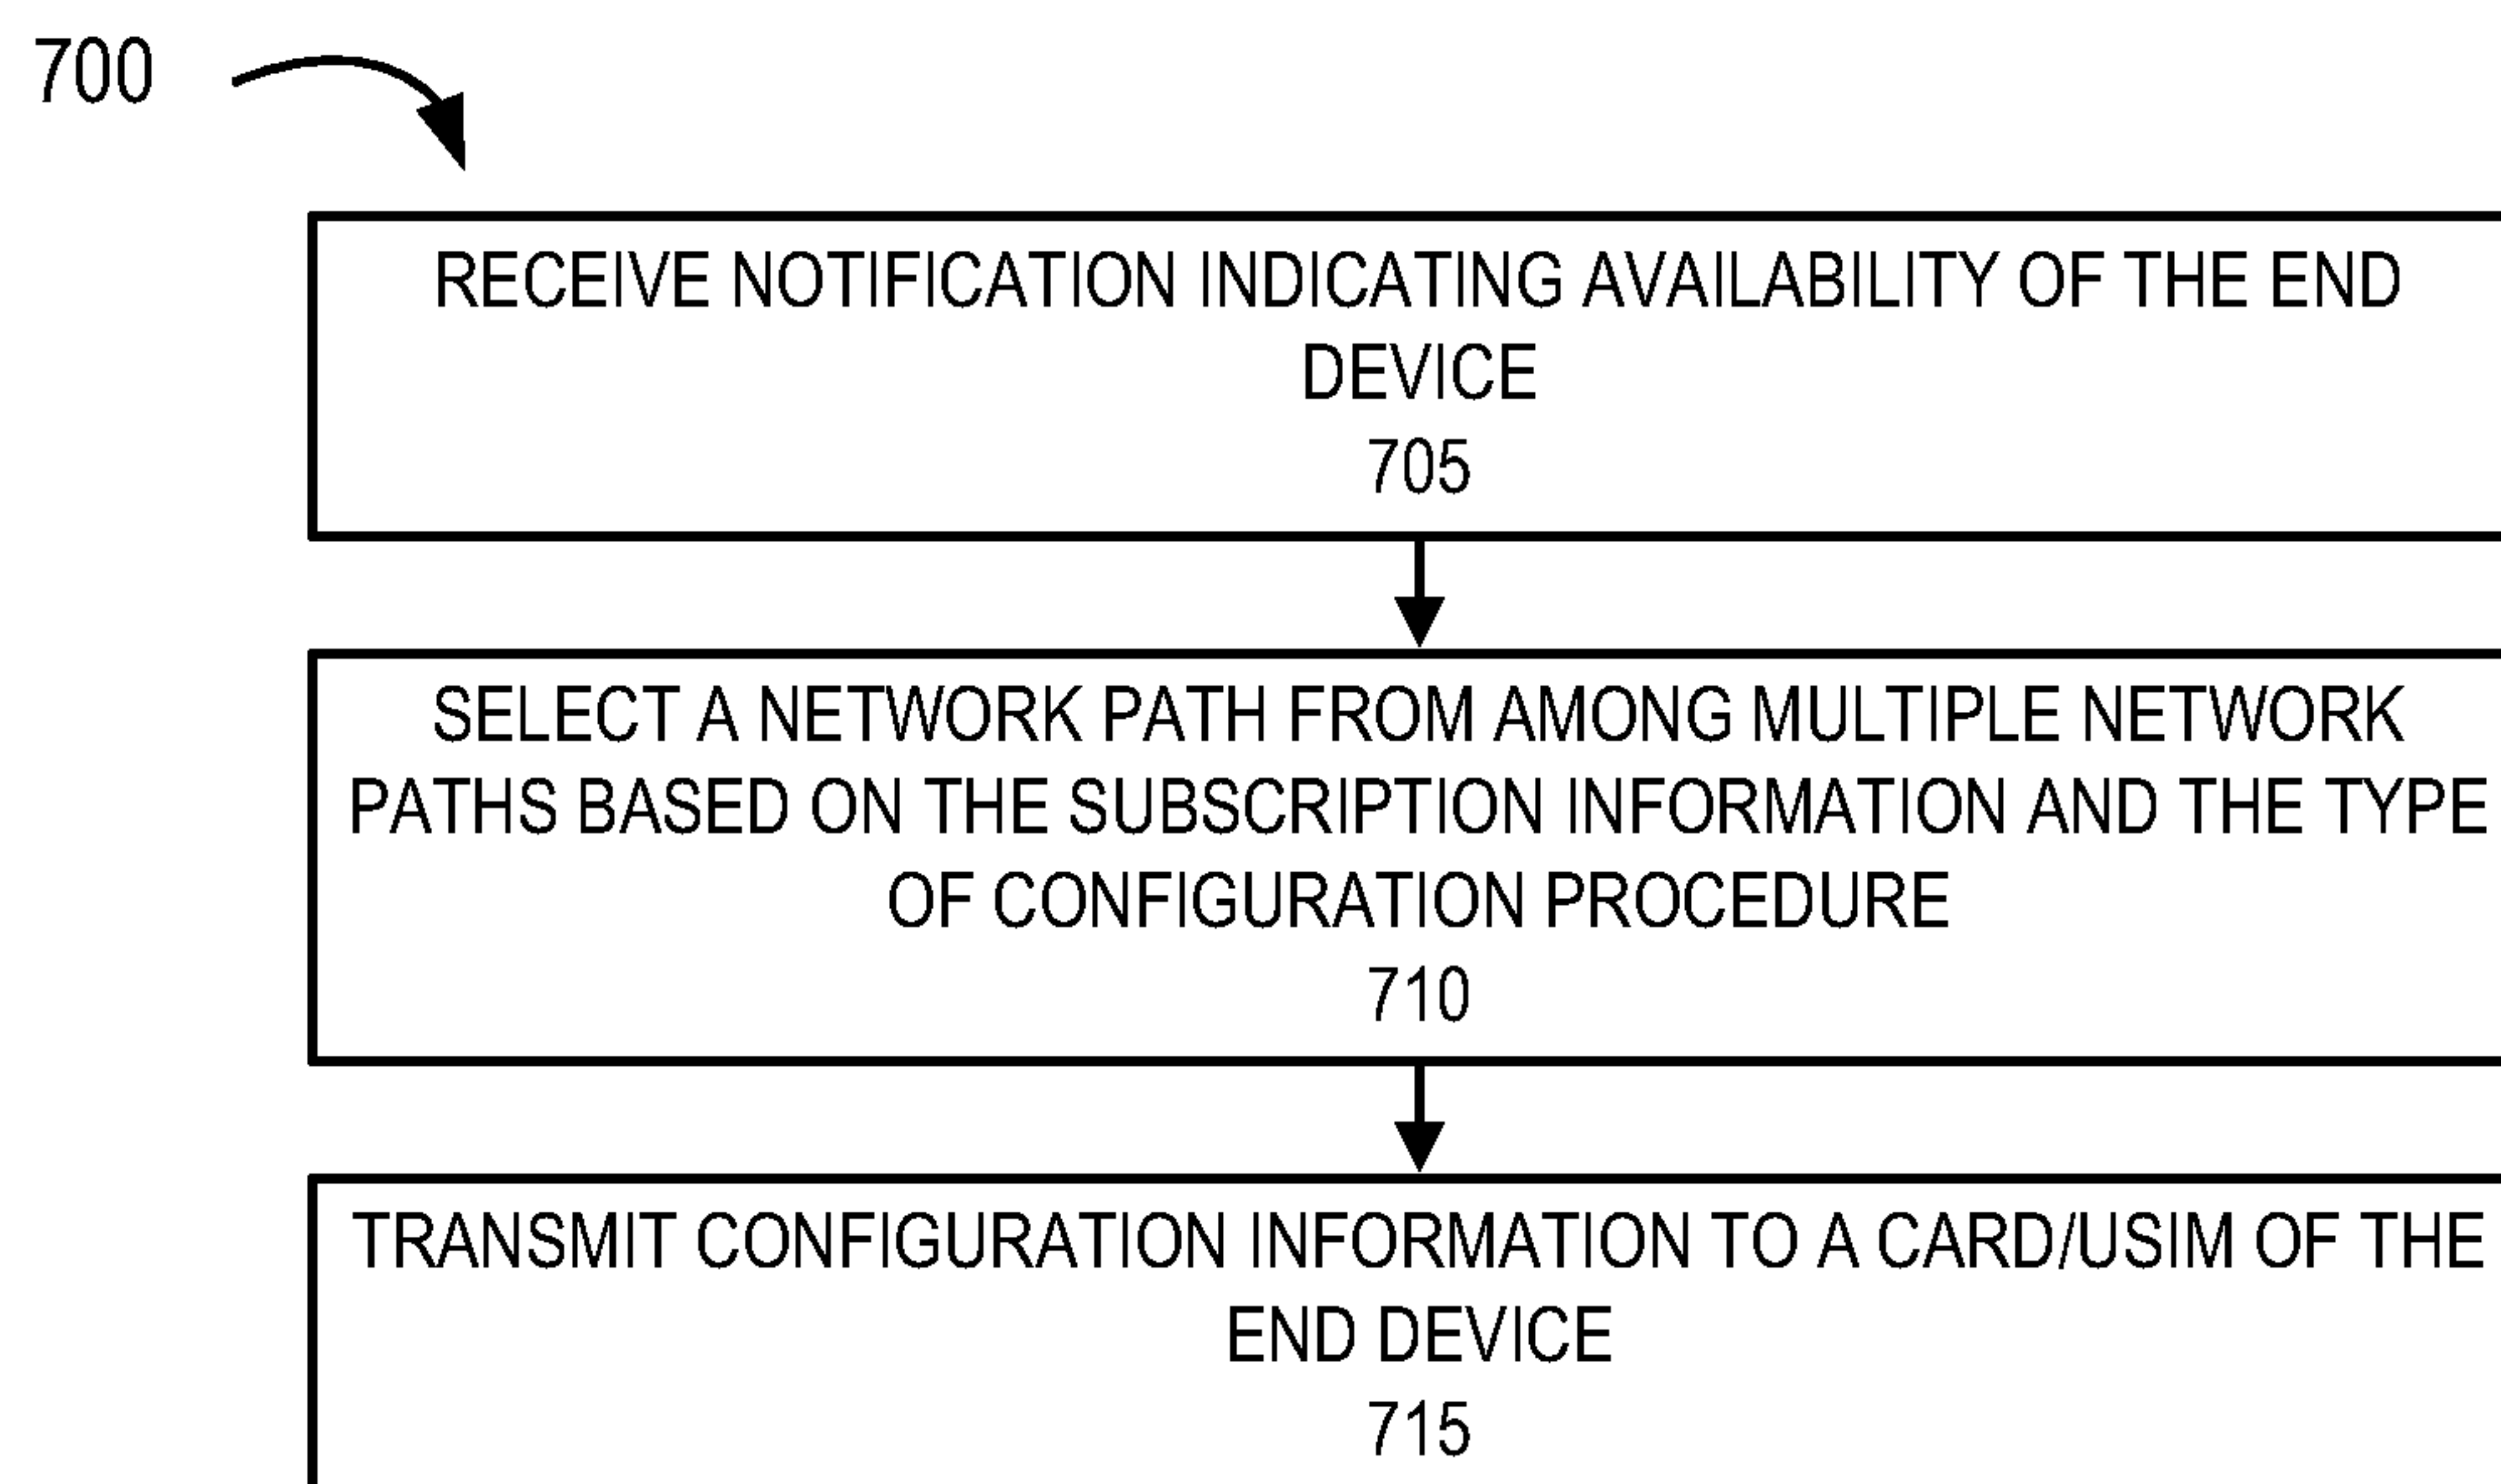 700
RECEIVE NOTIFICATION INDICATING AVAILABILITY OF THE END
DEVICE
705
SELECT A NETWORK PATH FROM AMONG MULTIPLE NETWORK
PATHS BASED ON THE SUBSCRIPTION INFORMATION AND THE TYPE
OF CONFIGURATION PROCEDURE
710
TRANSMIT CONFIGURATION INFORMATION TO A CARD/USIM OF THE
END DEVICE
715